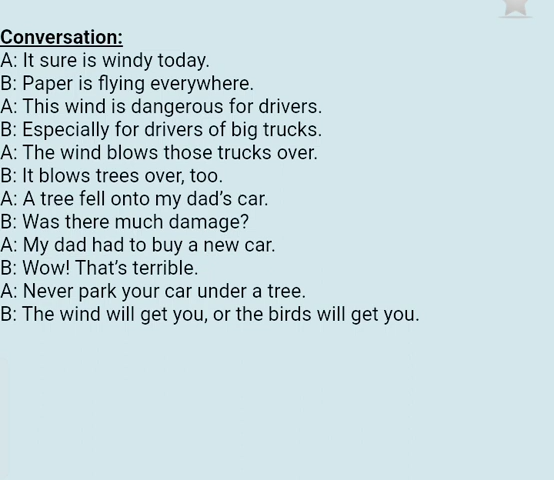 Conversation:
A: It sure is windy today.
B: Paper is flying everywhere.
A: This wind is dangerous for drivers.
B: Especially for drivers of big trucks.
A: The wind blows those trucks over.
B: It blows trees over, too.
A: A tree fell onto my dad’s car.
B: Was there much damage?
A: My dad had to buy a new car.
B: Wow! That’s terrible.
A: Never park your car under a tree.
B: The wind will get you, or the birds will get you.